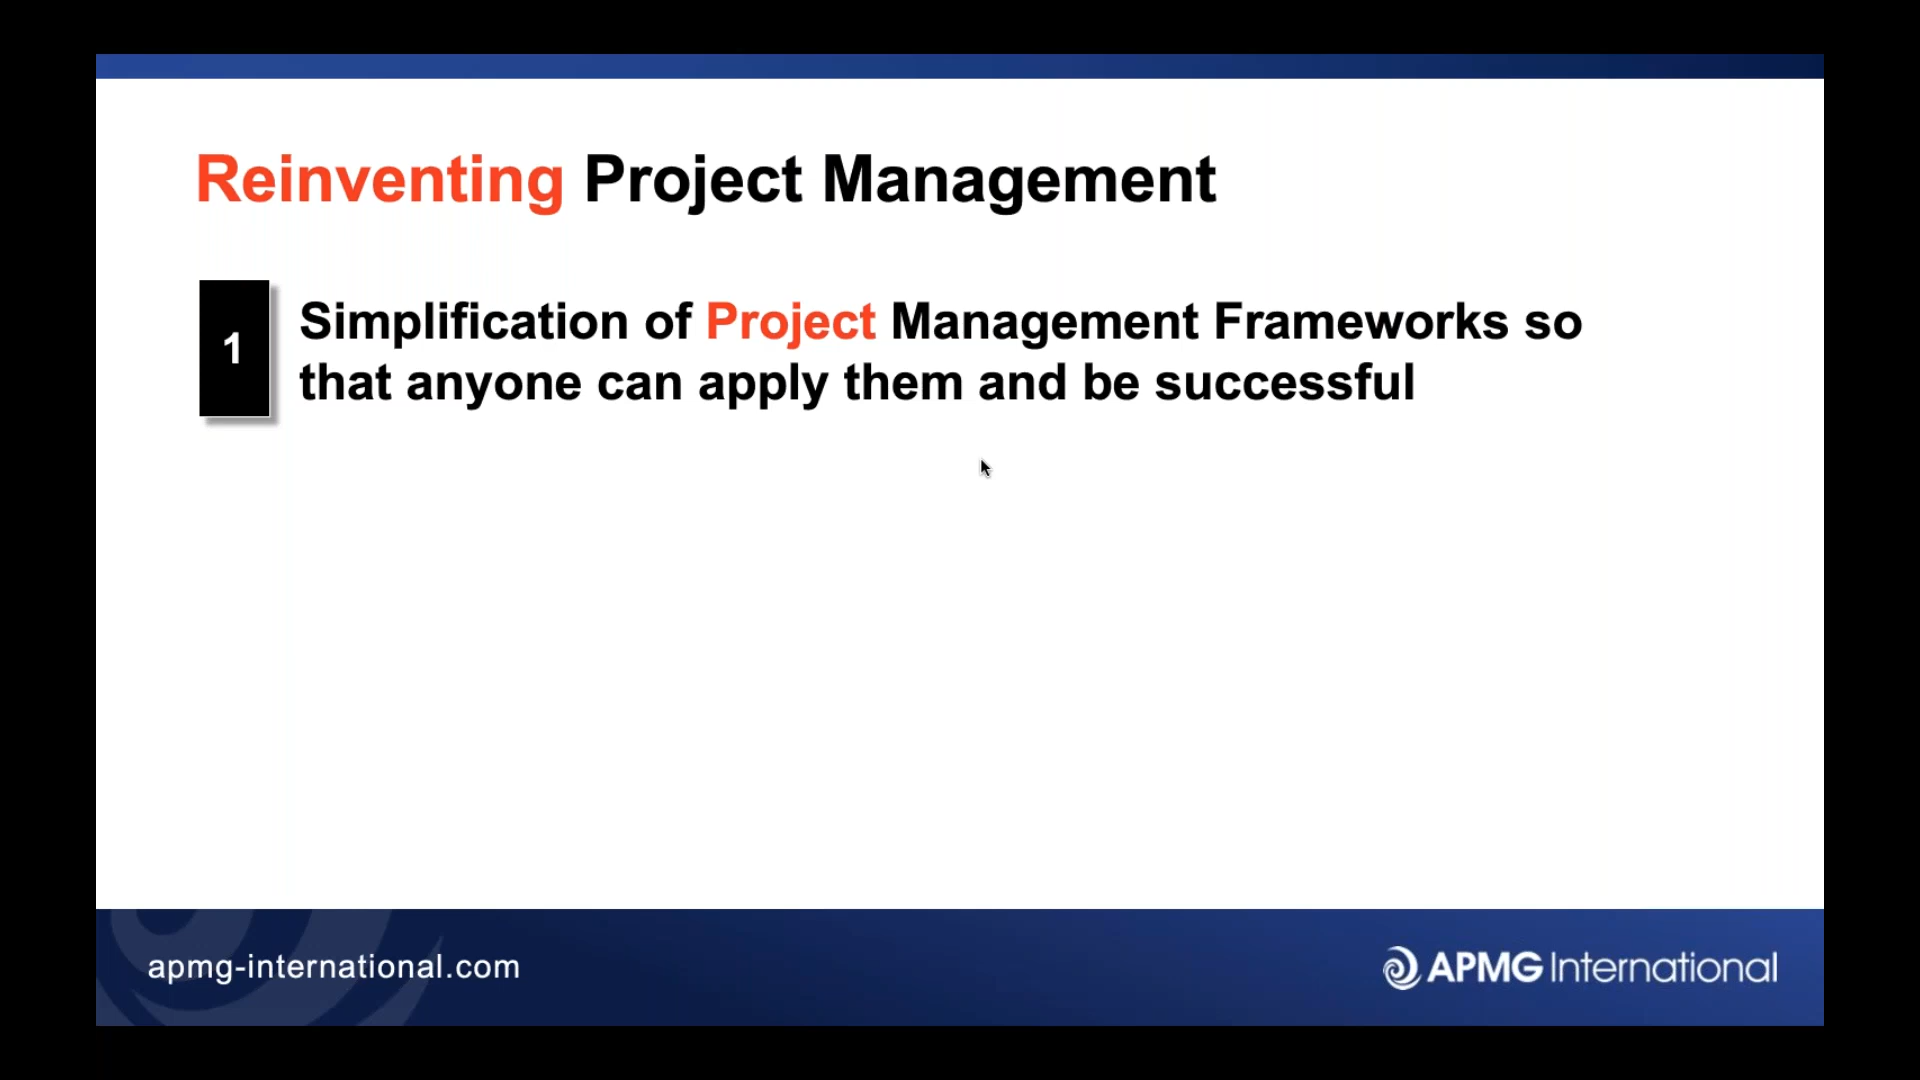 Reinventing Project Management
1
Simplification of Project Management Frameworks so
that anyone can apply them and be successful
apmg-international.com
APMG International